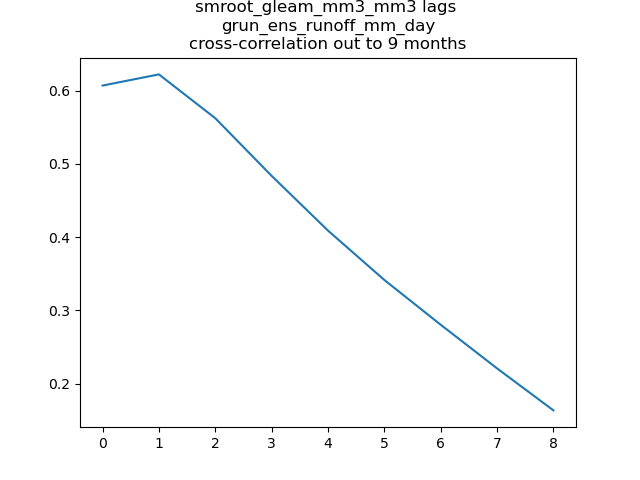 smroot_gleam_mm3_mm3 lags
grun_ens_runoff_mm_day
cross-correlation out to 9 months
0.6
0.5
0.4
0.3
0.2
0 1 2 3 4 5 6 7 8